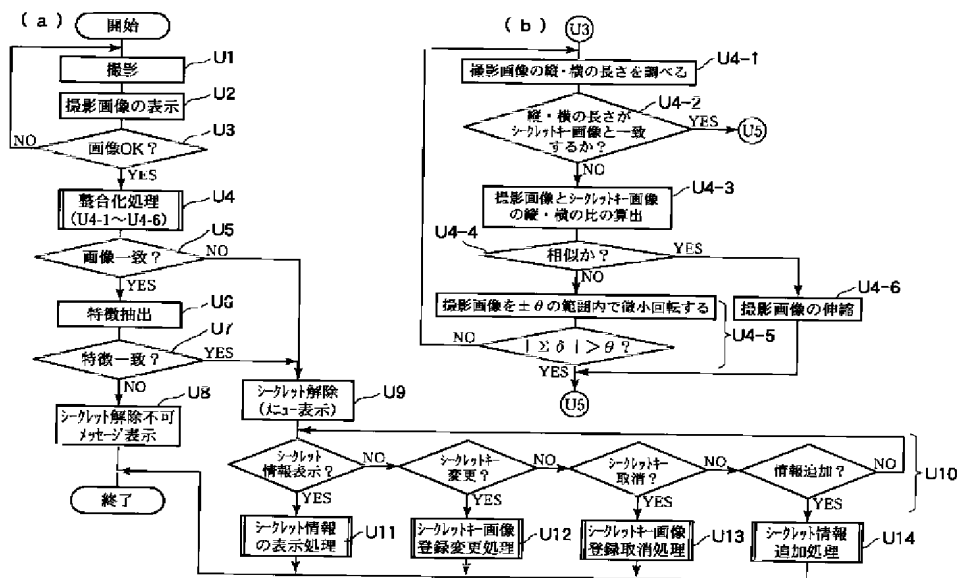 (a)
開始
撮影
U1
撮影画像の表示
U2
画像OK?
U3
NO
YES
整合化処理
(U4-1〜U4-6)
U4
画像一致?
U5
NO
YES
特徴抽出
U6
特徴一致?
U7
YES
NO
シークレット解除不可
メッセージ表示
U8
終了
シークレット解除
(メニュー表示)
U9
(b)
U3
撮影画像の縦・横の長さを調べる
U4-1
縦・横の長さが
シークレットキー画像と一致
するか?
U4-2
YES
U5
NO
撮影画像とシークレットキー画像
の縦・横の比の算出
U4-3
相似か?
U4-4
YES
NO
撮影画像を±θの範囲内で微小回転する
撮影画像の伸縮
U4-6
|Σδ|>θ?
U4-5
NO
YES
U5
シークレット
情報表示?
NO
シークレットキー
変更?
NO
シークレットキー
取消?
NO
情報追加?
NO
U10
YES
YES
YES
YES
シークレット情報
の表示処理
U11
シークレットキー画像
登録変更処理
U12
シークレットキー画像
登録取消処理
U13
シークレット情報
追加処理
U14